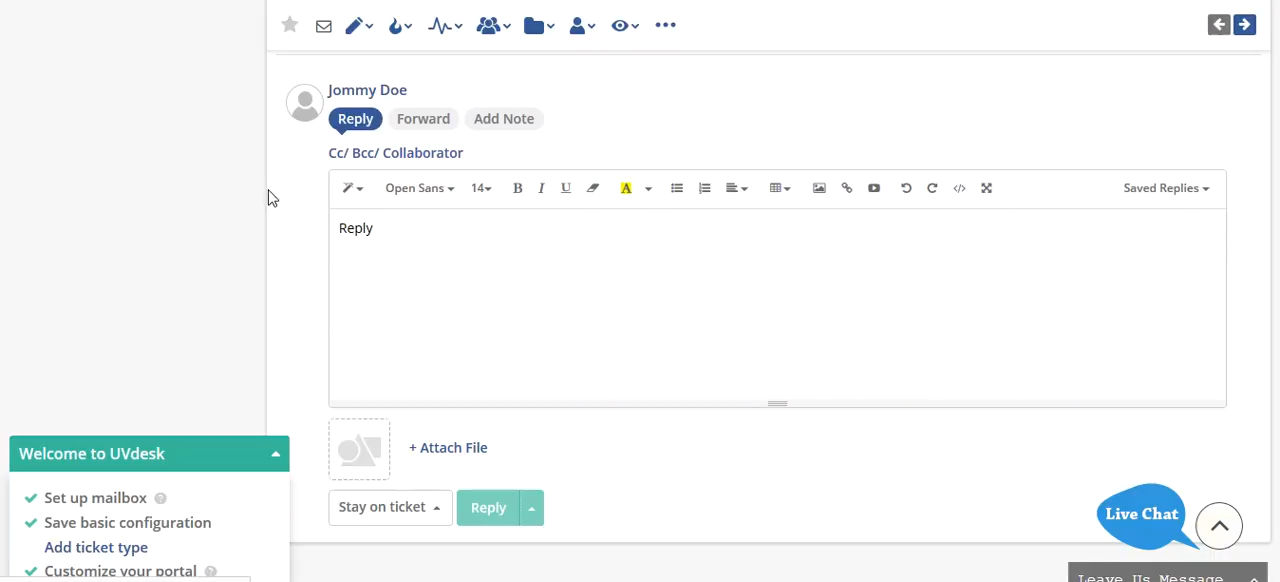 Jommy Doe
Reply Forward Add Note
Cc/ Bcc/ Collaborator
Open Sans 14 B I U A Saved Replies
Reply
+ Attach File
Stay on ticket Reply
Welcome to UVdesk
Set up mailbox ?
Save basic configuration
Add ticket type
Customize your portal ?
Live Chat
Leave Us Message